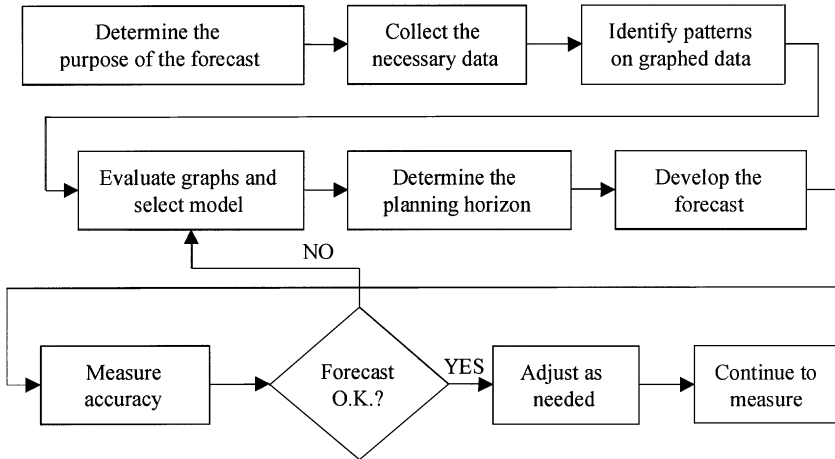 Determine the
purpose of the forecast
Collect the
necessary data
Identify patterns
on graphed data
Evaluate graphs and
select model
Determine the
planning horizon
Develop the
forecast
NO
Measure
accuracy
Forecast
O.K.?
YES
Adjust as
needed
Continue to
measure